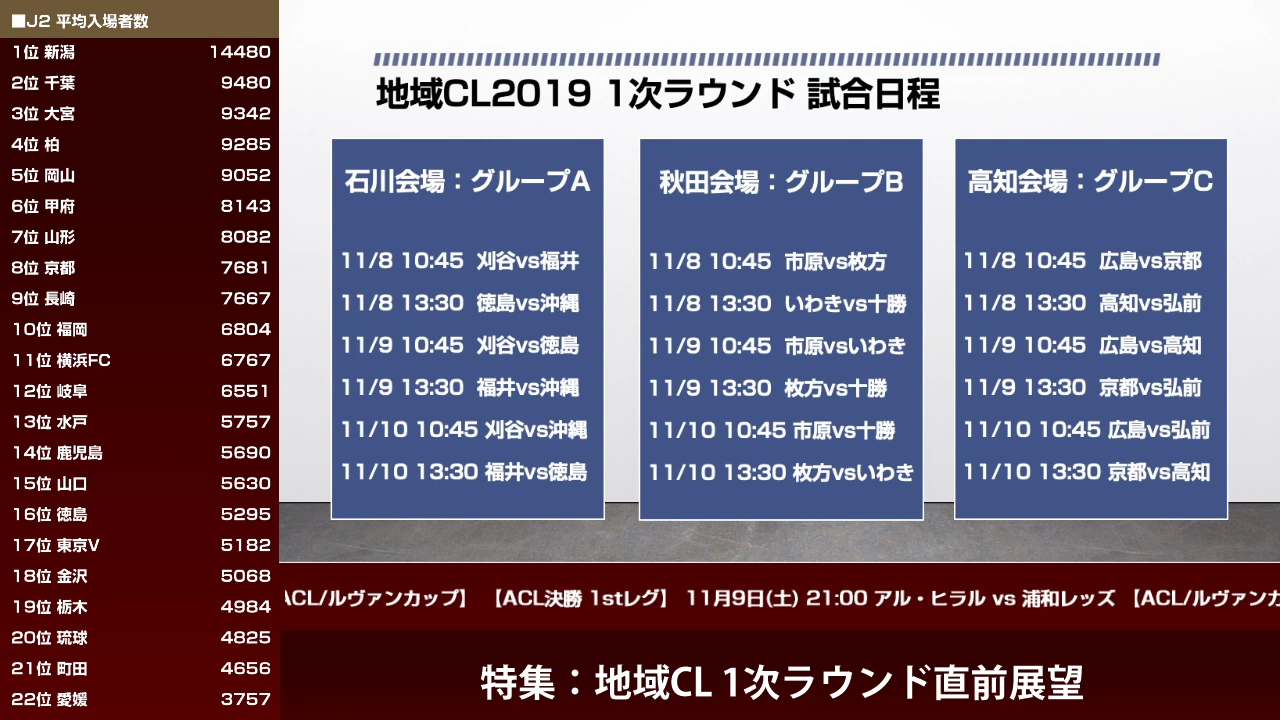 ■J2 平均入場者数
1位 新潟 14480
2位 千葉 9480
3位 大宮 9342
4位 柏 9285
5位 岡山 9052
6位 甲府 8143
7位 山形 8082
8位 京都 7681
9位 長崎 7667
10位 福岡 6804
11位 横浜FC 6767
12位 岐阜 6551
13位 水戸 5757
14位 鹿児島 5690
15位 山口 5630
16位 徳島 5295
17位 東京V 5182
18位 金沢 5068
19位 栃木 4984
20位 琉球 4825
21位 町田 4656
22位 愛媛 3757
地域CL2019 1次ラウンド 試合日程
石川会場：グループA
11/8 10:45 刈谷vs福井
11/8 13:30 徳島vs沖縄
11/9 10:45 刈谷vs徳島
11/9 13:30 福井vs沖縄
11/10 10:45 刈谷vs沖縄
11/10 13:30 福井vs徳島
秋田会場：グループB
11/8 10:45 市原vs枚方
11/8 13:30 いわきvs十勝
11/9 10:45 市原vsいわき
11/9 13:30 枚方vs十勝
11/10 10:45 市原vs十勝
11/10 13:30 枚方vsいわき
高知会場：グループC
11/8 10:45 広島vs京都
11/8 13:30 高知vs弘前
11/9 10:45 広島vs高知
11/9 13:30 京都vs弘前
11/10 10:45 広島vs弘前
11/10 13:30 京都vs高知
ACL/ルヴァンカップ】 【ACL決勝 1stレグ】 11月9日(土) 21:00 アル・ヒラル vs 浦和レッズ 【ACL/ルヴァンカ
特集：地域CL 1次ラウンド直前展望